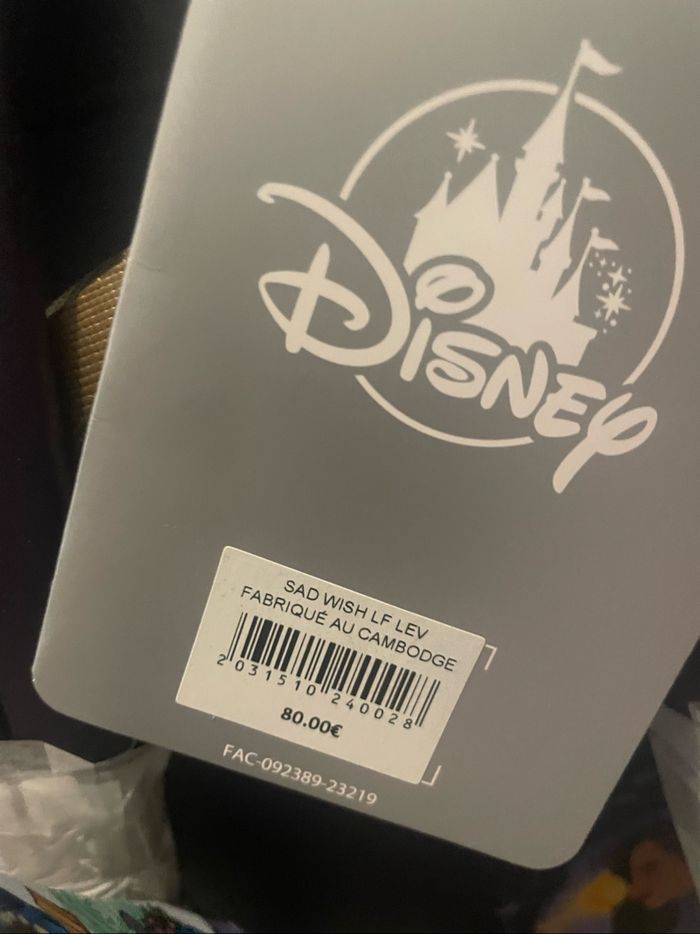 Disney
SAD WISH LF LEV
FABRIQUÉ AU CAMBODGE
2031510240028
80.00€
FAC-092389-23219